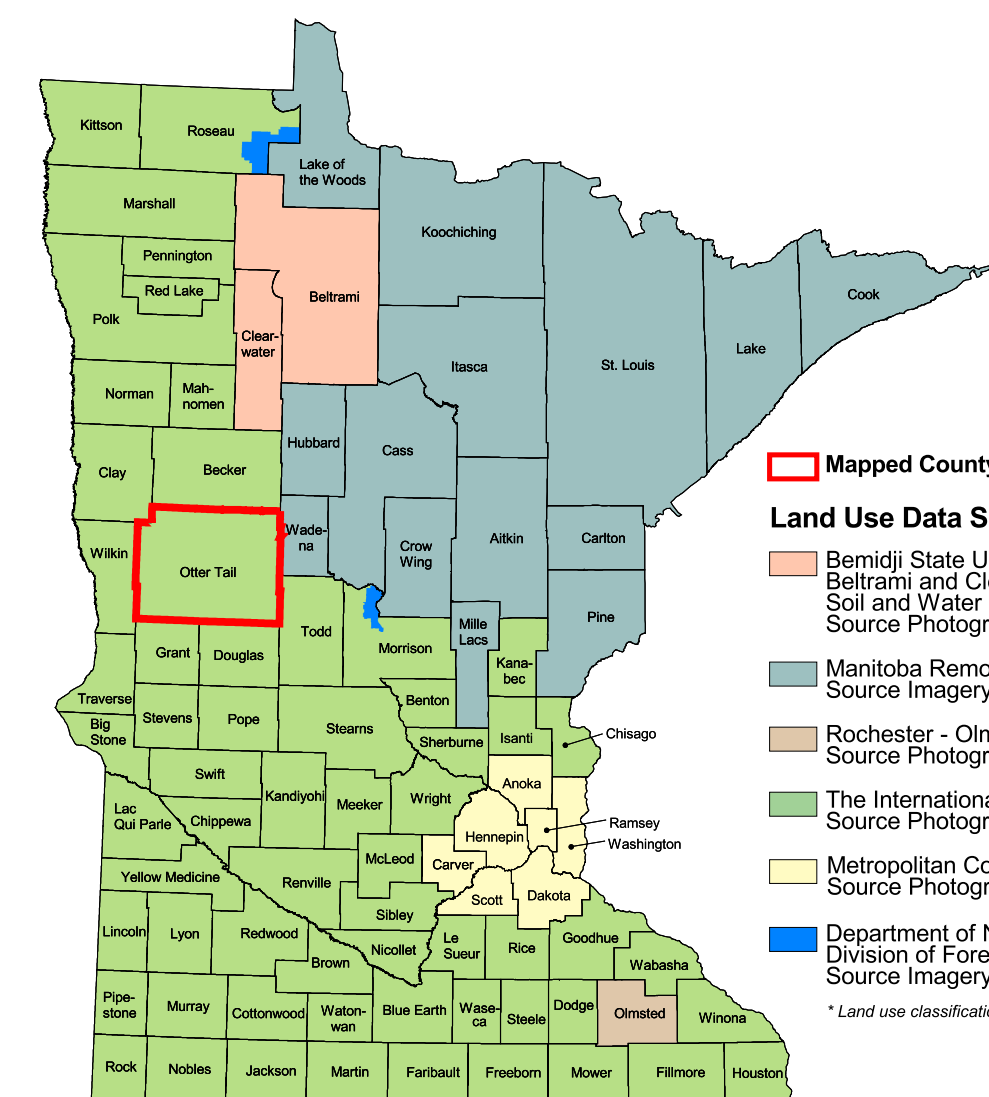 Kittson
Roseau
Lake of
the Woods
Marshall
Koochiching
Pennington
Red Lake
Beltrami
Cook
Polk
Clear-
water
Lake
Itasca
St. Louis
Norman
Mah-
nomen
Hubbard
Cass
Clay
Becker
Mapped County
Land Use Data S
Wilkin
Wade-
na
Crow
Wing
Aitkin
Carlton
Otter Tail
Bemidji State U
Beltrami and Cl
Soil and Water
Source Photogr
Todd
Mille
Lacs
Pine
Grant
Douglas
Morrison
Kana-
bec
Manitoba Remo
Source Imagery
Traverse
Big
Stone
Stevens
Pope
Stearns
Benton
Sherburne
Isanti
Chisago
Rochester - Olm
Source Photogr
Swift
Kandiyohi
Meeker
Wright
Anoka
The Internationa
Source Photogr
Lac
Qui Parle
Chippewa
Hennepin
Ramsey
Washington
Yellow Medicine
Renville
McLeod
Carver
Scott
Dakota
Metropolitan Co
Source Photogr
Sibley
Lincoln
Lyon
Redwood
Nicollet
Le
Sueur
Rice
Goodhue
Department of N
Division of Fore
Source Imagery
Brown
Wabasha
Pipe-
stone
Murray
Cottonwood
Waton-
wan
Blue Earth
Wase-
ca
Steele
Dodge
Olmsted
Winona
* Land use classificatio
Rock
Nobles
Jackson
Martin
Faribault
Freeborn
Mower
Fillmore
Houston